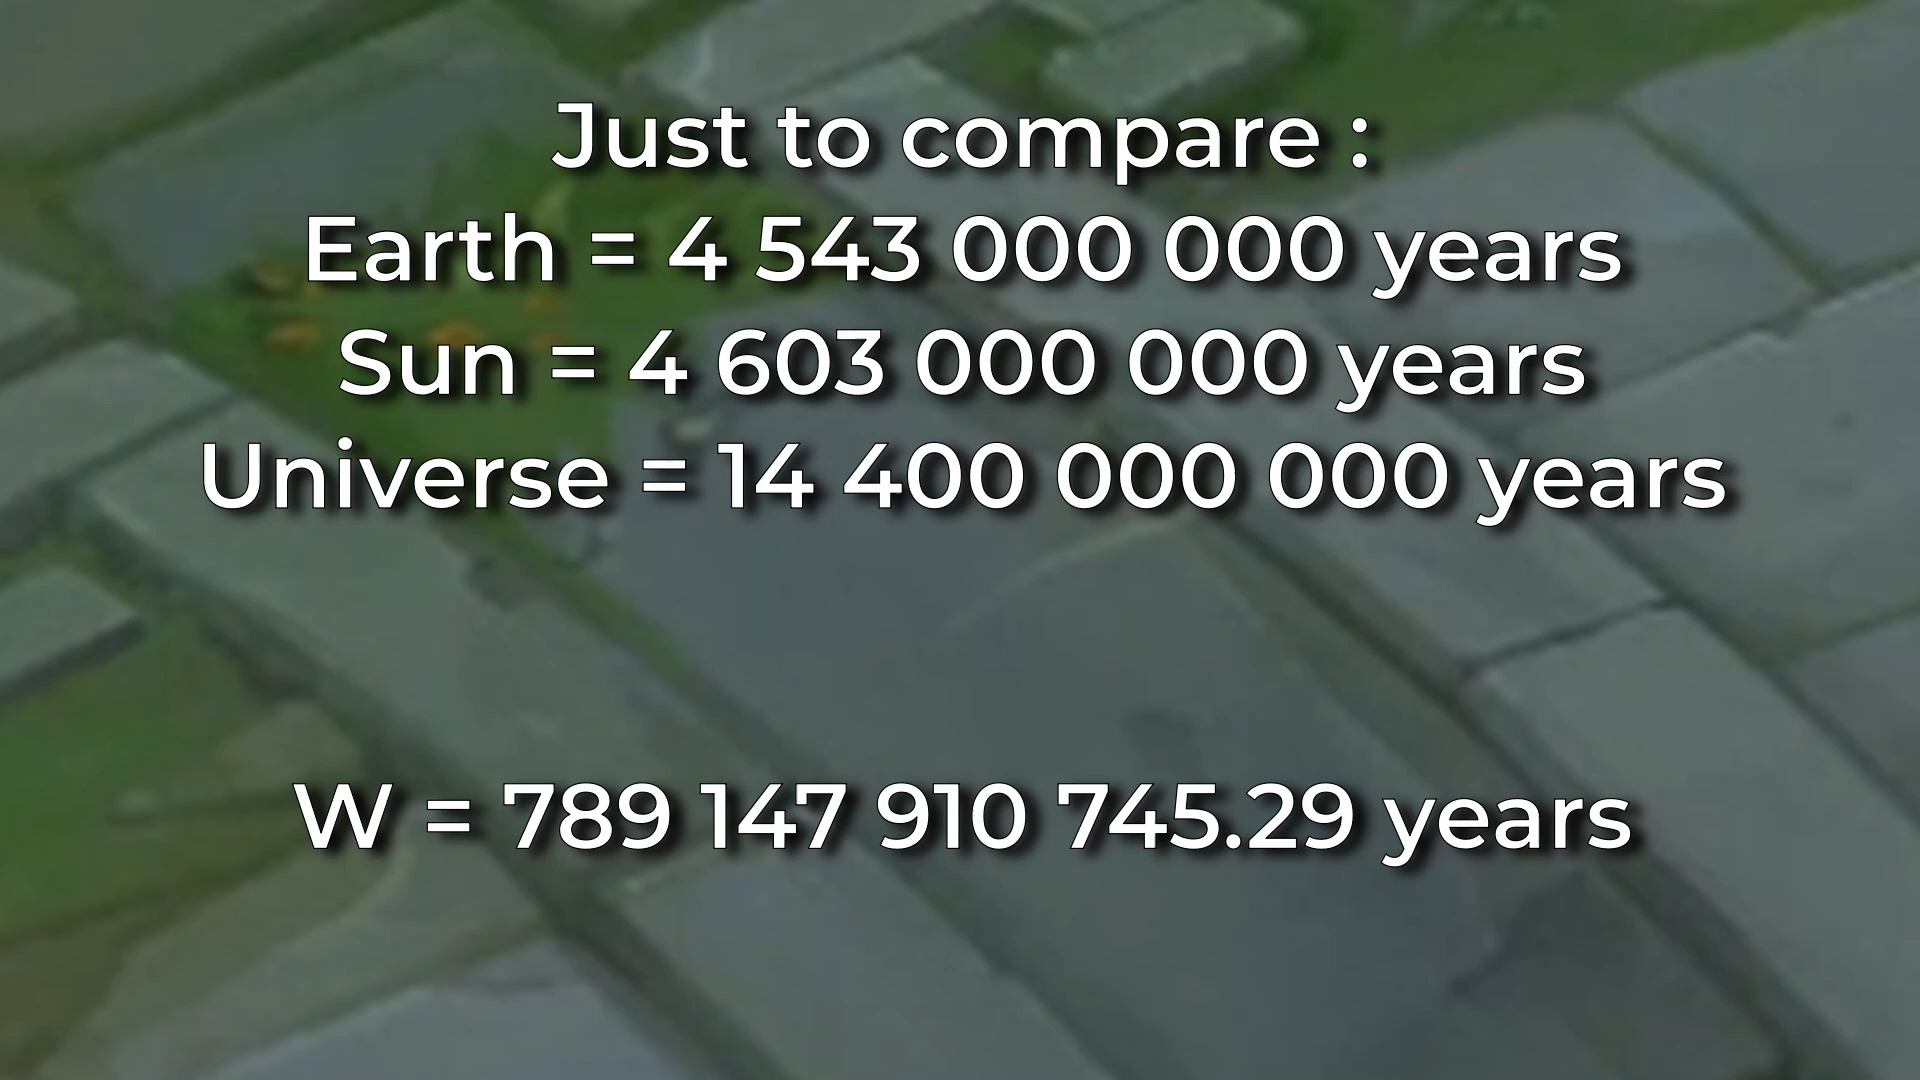 Just to compare :
Earth = 4 543 000 000 years
Sun = 4 603 000 000 years
Universe = 14 400 000 000 years
W = 789 147 910 745.29 years